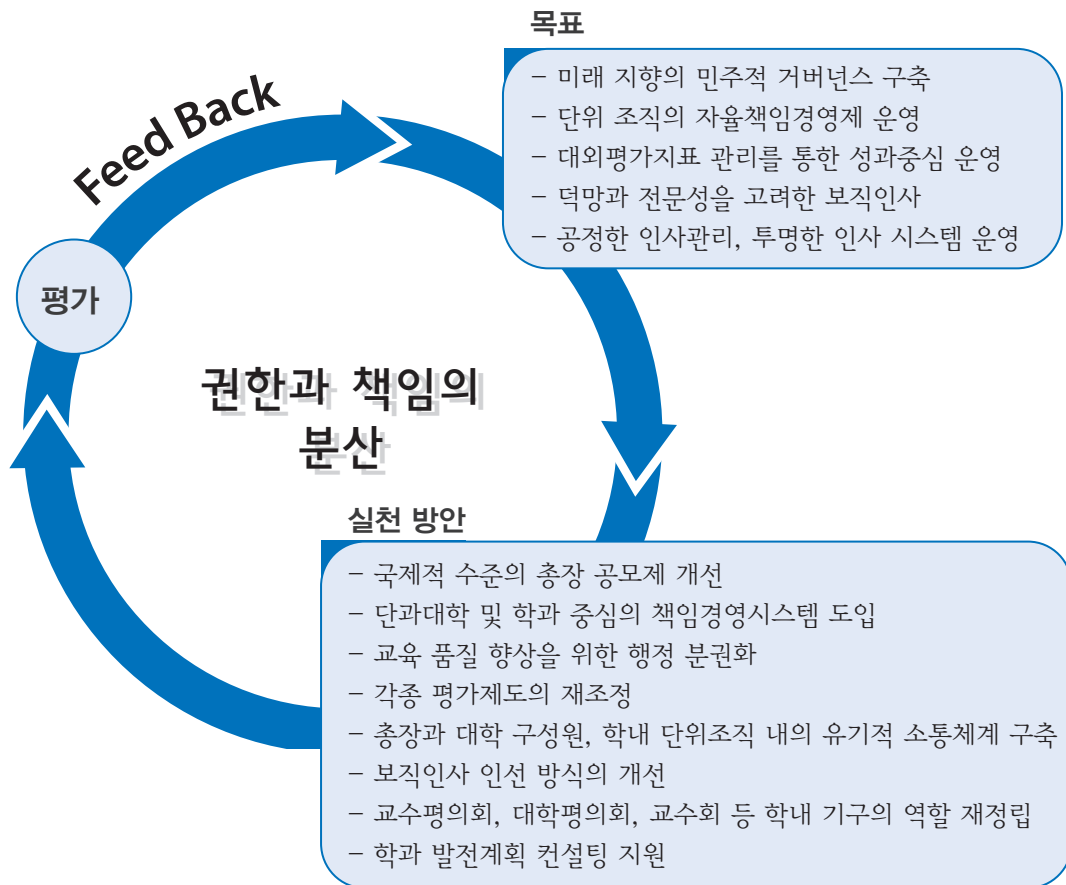 목표
– 미래 지향의 민주적 거버넌스 구축
– 단위 조직의 자율책임경영제 운영
– 대외평가지표 관리를 통한 성과중심 운영
– 덕망과 전문성을 고려한 보직인사
– 공정한 인사관리, 투명한 인사 시스템 운영
Feed Back
평가
권한과 책임의
분산
실천 방안
– 국제적 수준의 총장 공모제 개선
– 단과대학 및 학과 중심의 책임경영시스템 도입
– 교육 품질 향상을 위한 행정 분권화
– 각종 평가제도의 재조정
– 총장과 대학 구성원, 학내 단위조직 내의 유기적 소통체계 구축
– 보직인사 인선 방식의 개선
– 교수평의회, 대학평의회, 교수회 등 학내 기구의 역할 재정립
– 학과 발전계획 컨설팅 지원